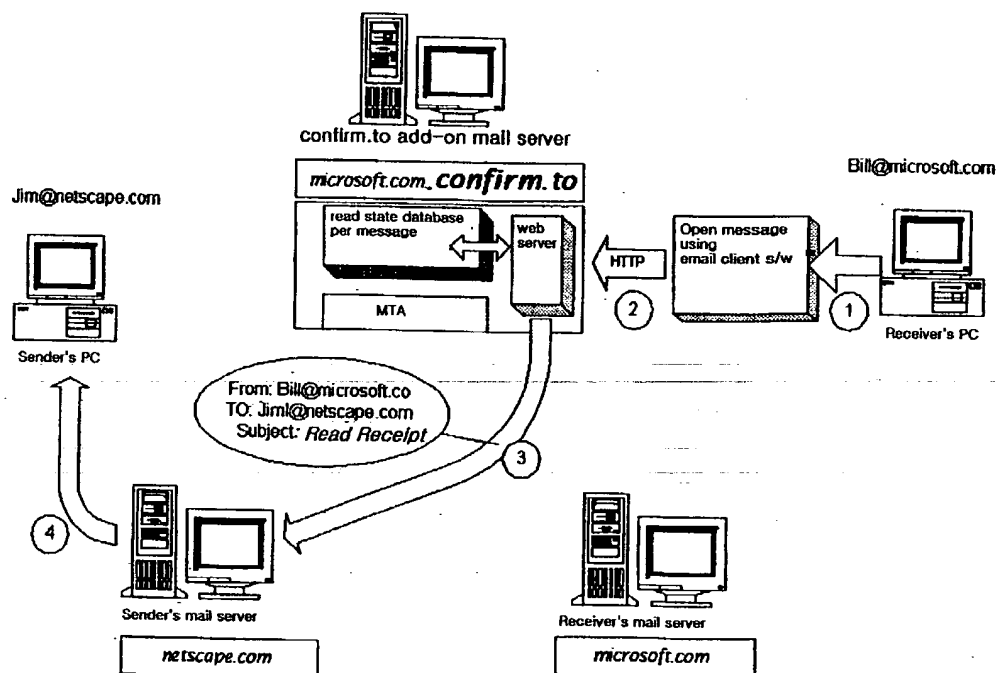 confirm.to add-on mail server
microsoft.com.confirm.to
Jim@netscape.com
Bill@microsoft.com
read state database
per message
web
server
MTA
HTTP
2
Open message
using
email client s/w
1
Sender's PC
Receiver's PC
From: Bill@microsoft.co
TO: Jiml@netscape.com
Subject: Read Receipt
3
4
Sender's mail server
netscape.com
Receiver's mail server
microsoft.com